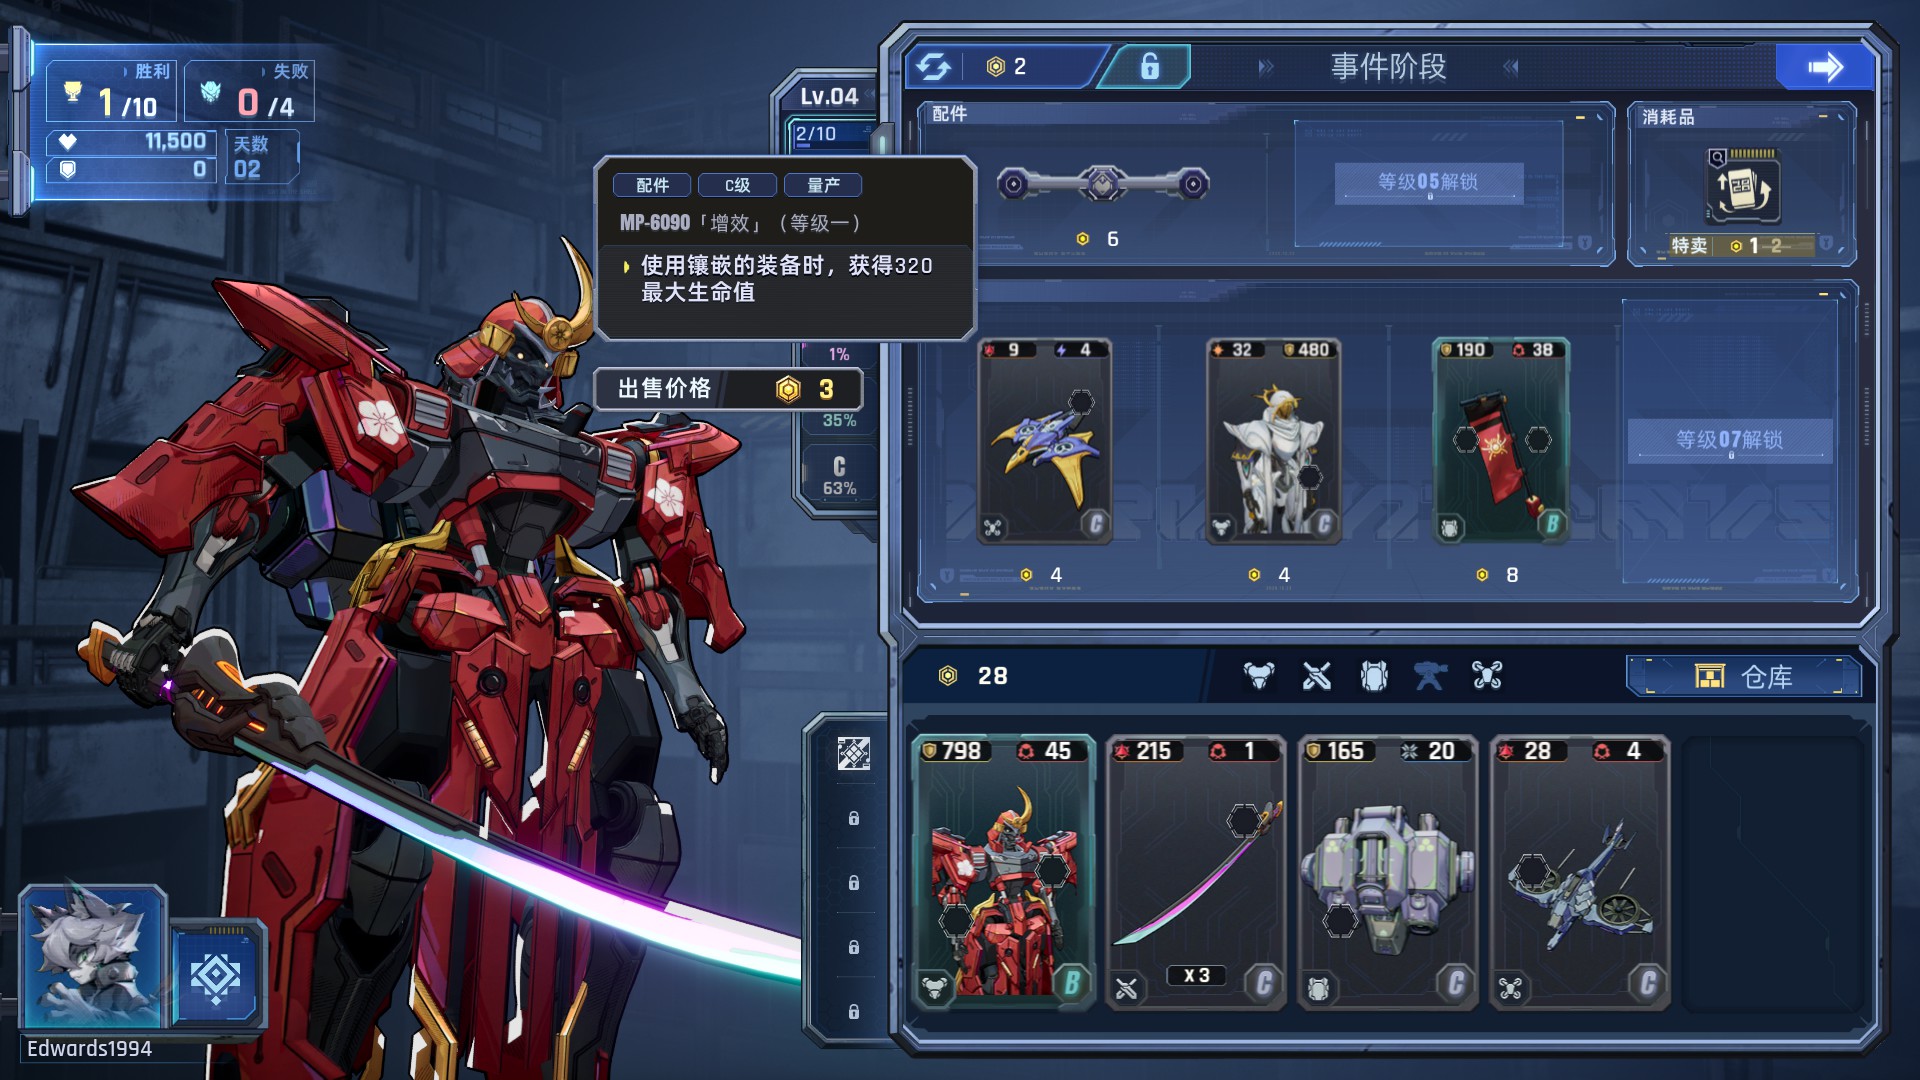 胜利
1/10
失败
0/4
11,500
0
天数
02
Lv.04
2/10
配件
C级
量产
MP-6090「增效」（等级一）
使用镶嵌的装备时，获得320
最大生命值
1%
出售价格
3
35%
C
63%
2
事件阶段
配件
6
等级05解锁
消耗品
特卖
1
2
9
4
C
4
32
480
C
4
190
38
B
8
等级07解锁
28
仓库
798
45
B
215
1
X3
C
165
20
C
28
4
C
Edwards1994